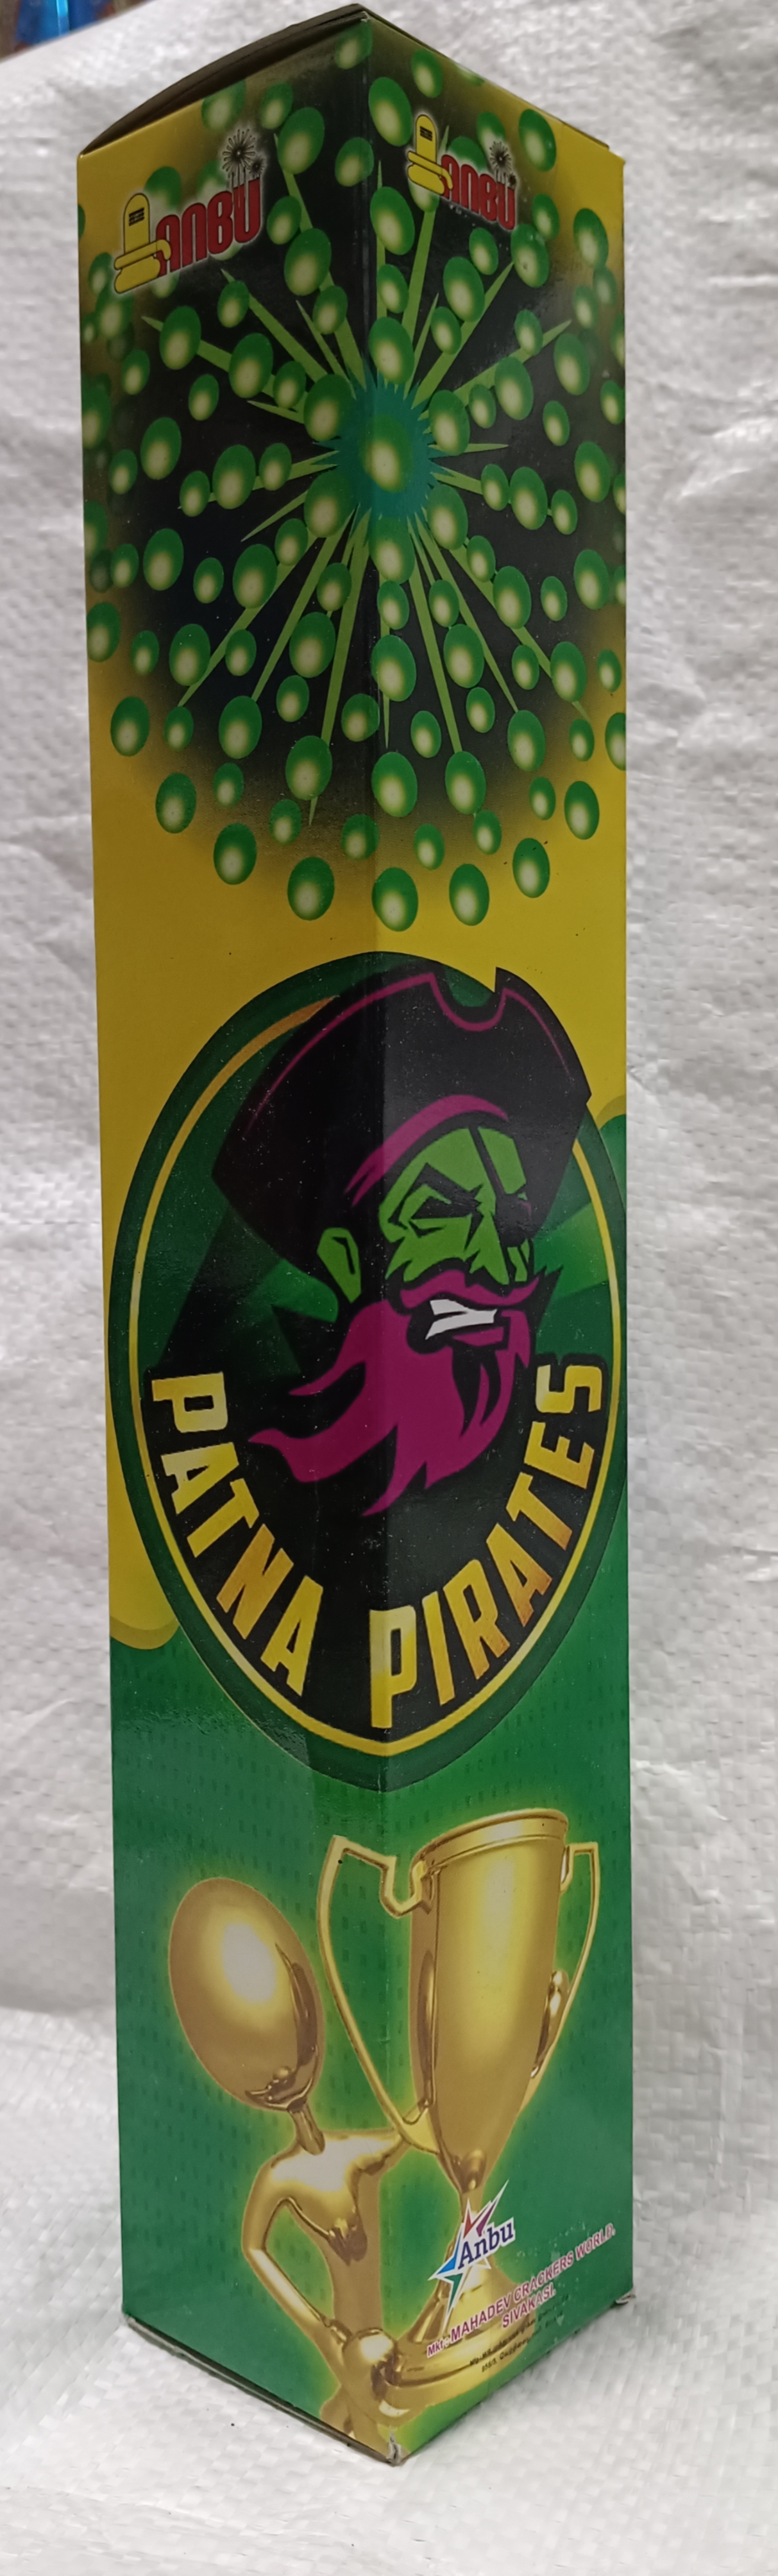 ANBU
ANBU
PATNA PIRATES
Anbu
Mkt.: MAHADEV CRACKERS WORLD.
SIVAKASI.